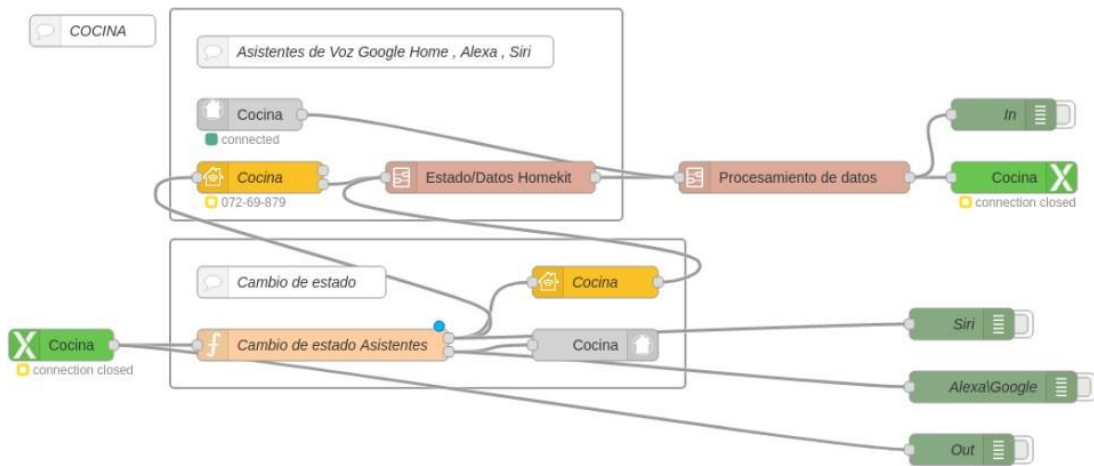 COCINA
Asistentes de Voz Google Home , Alexa , Siri
Cocina
connected
In
Cocina
072-69-879
Estado/Datos Homekit
Procesamiento de datos
Cocina
connection closed
Cambio de estado
Cocina
Cocina
connection closed
Cambio de estado Asistentes
Cocina
Siri
Alexa\Google
Out